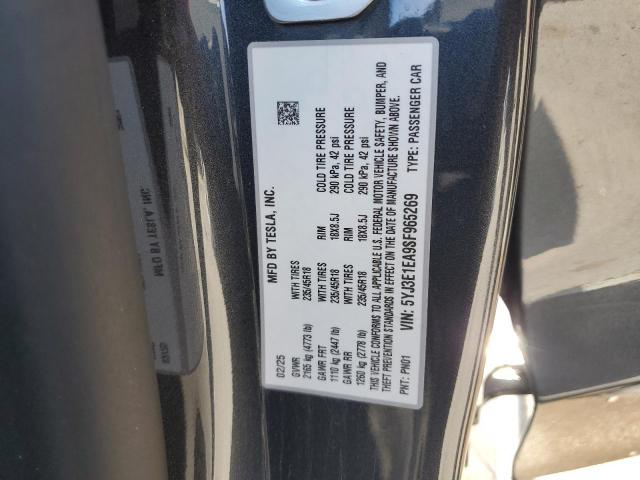 MFD BY TESLA, INC.
02/25
GVWR WITH TIRES RIM COLD TIRE PRESSURE
2165 kg (4773 lb) 235/45R18 18X8.5J 290 kPa, 42 psi
GAWR FRT WITH TIRES RIM COLD TIRE PRESSURE
1110 kg (2447 lb) 235/45R18 18X8.5J 290 kPa, 42 psi
GAWR RR
1260 kg (2778 lb)
THIS VEHICLE CONFORMS TO ALL APPLICABLE U.S. FEDERAL MOTOR VEHICLE SAFETY, BUMPER, AND
THEFT PREVENTION STANDARDS IN EFFECT ON THE DATE OF MANUFACTURE SHOWN ABOVE.
VIN: 5YJ3E1EA9SF965269 TYPE: PASSENGER CAR
PNT: PN01
MFD BY TESLA, INC.